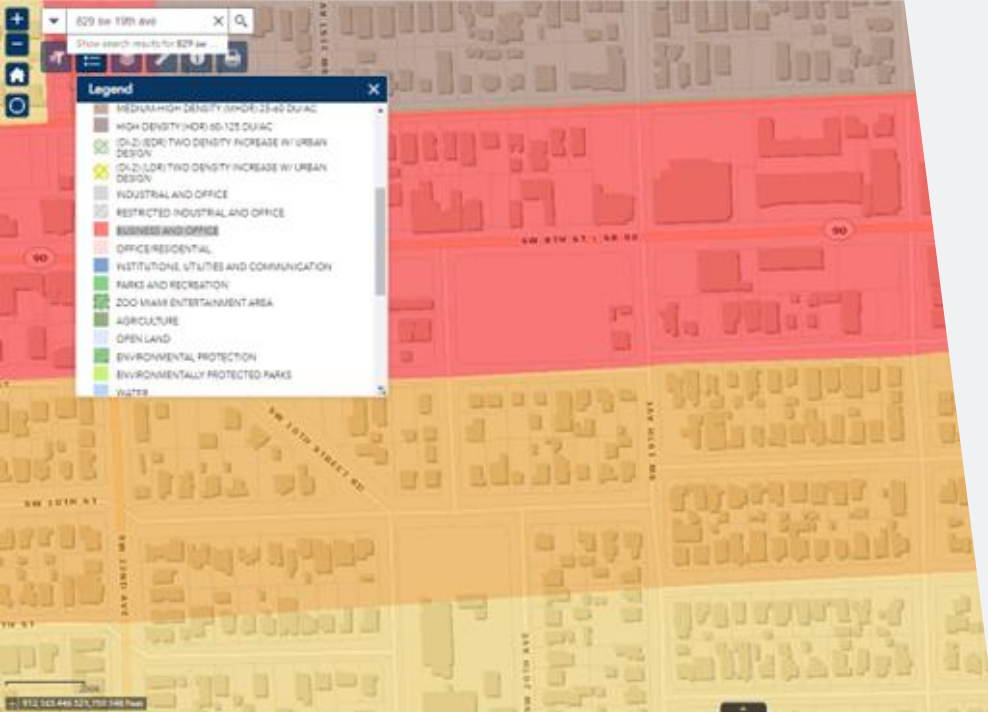 829 sw 19th ave
Show search results for 829 sw ...
Legend
MEDIUM-HIGH DENSITY (MHDR) 25-60 DU/AC
HIGH DENSITY (HDR) 60-125 DU/AC
(DI-2) (EDR) TWO DENSITY INCREASE W/ URBAN
DESIGN
(DI-2) (LDR) TWO DENSITY INCREASE W/ URBAN
DESIGN
INDUSTRIAL AND OFFICE
RESTRICTED INDUSTRIAL AND OFFICE
BUSINESS AND OFFICE
OFFICE/RESIDENTIAL
INSTITUTIONS, UTILITIES AND COMMUNICATION
PARKS AND RECREATION
ZOO MIAMI ENTERTAINMENT AREA
AGRICULTURE
OPEN LAND
ENVIRONMENTAL PROTECTION
ENVIRONMENTALLY PROTECTED PARKS
WATER
90
SW 8TH ST
90
SW 10TH STREET RD
SW 10TH ST
SW 22ND AVE